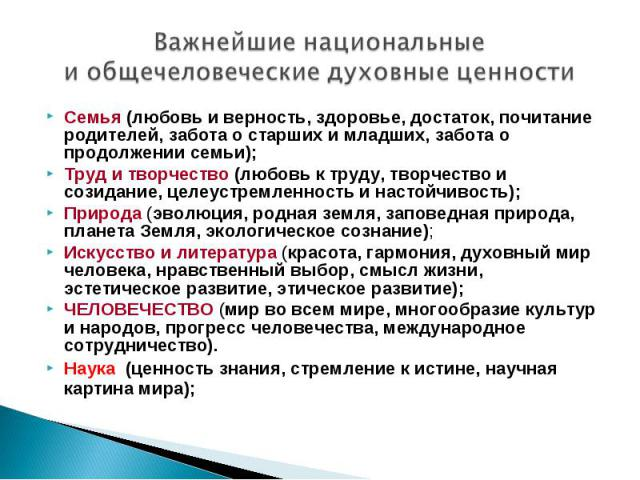 Важнейшие национальные
и общечеловеческие духовные ценности
Семья (любовь и верность, здоровье, достаток, почитание
родителей, забота о старших и младших, забота о
продолжении семьи);
Труд и творчество (любовь к труду, творчество и
созидание, целеустремленность и настойчивость);
Природа (эволюция, родная земля, заповедная природа,
планета Земля, экологическое сознание);
Искусство и литература (красота, гармония, духовный мир
человека, нравственный выбор, смысл жизни,
эстетическое развитие, этическое развитие);
ЧЕЛОВЕЧЕСТВО (мир во всем мире, многообразие культур
и народов, прогресс человечества, международное
сотрудничество).
Наука (ценность знания, стремление к истине, научная
картина мира);